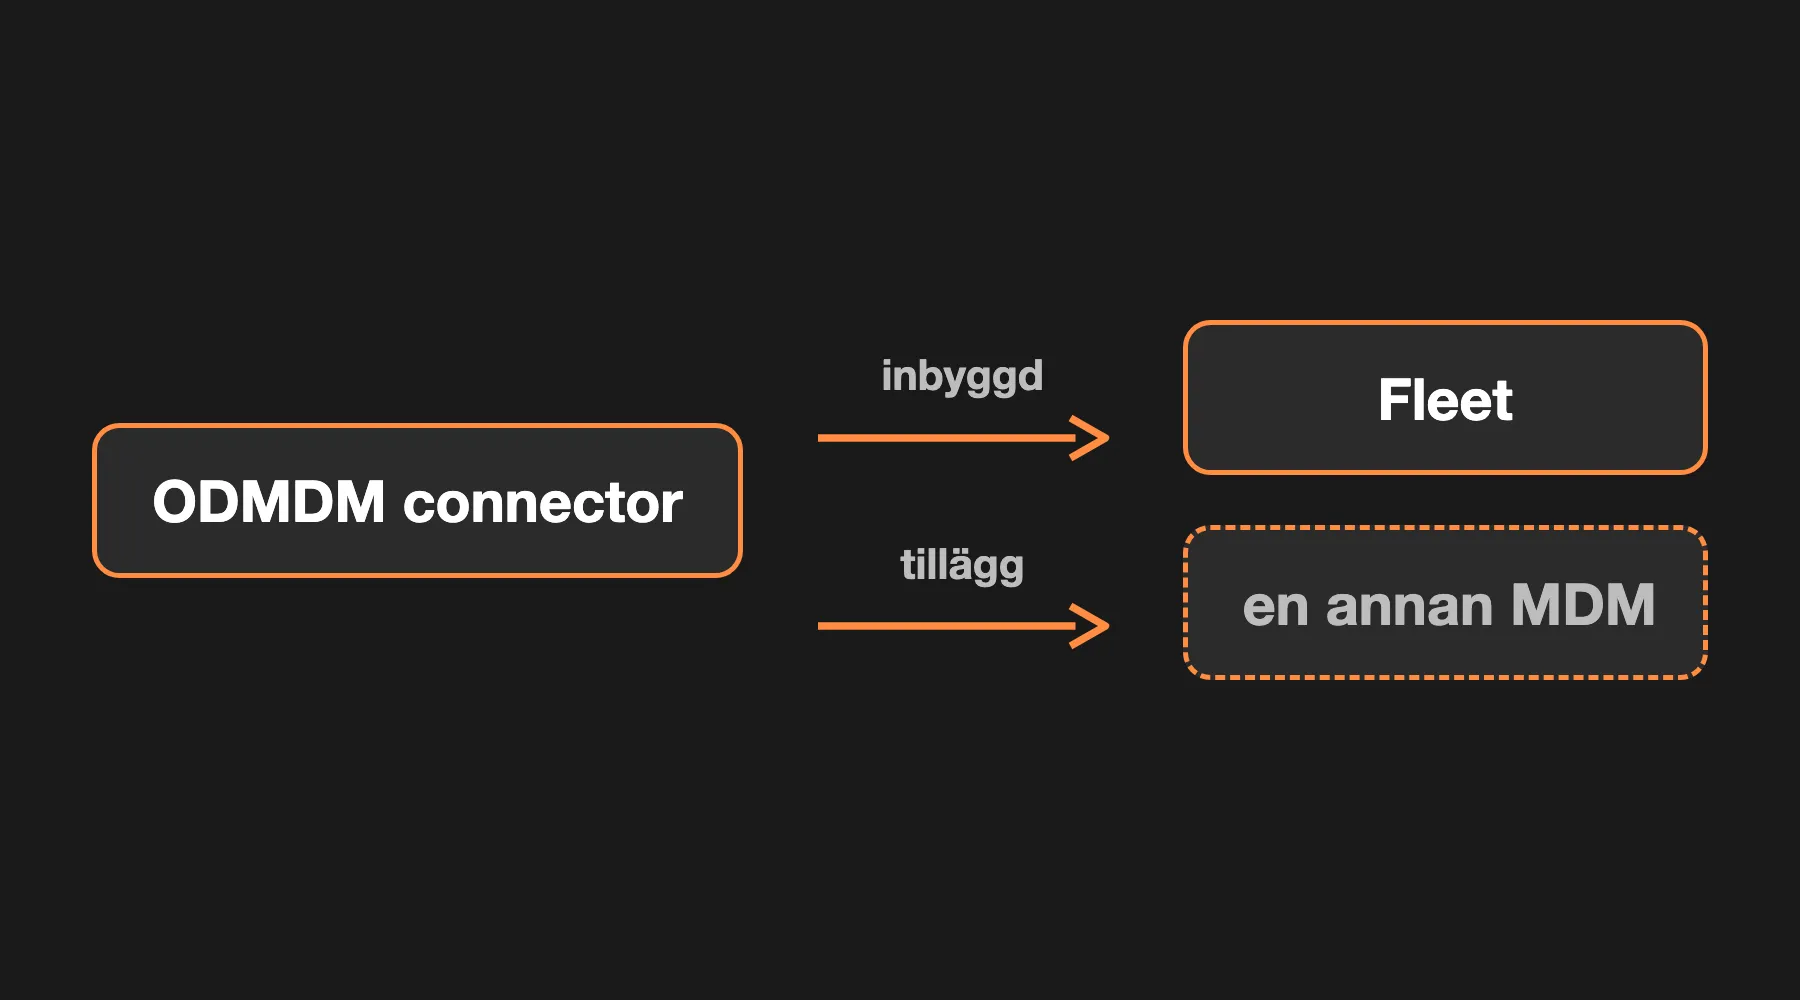 ODMDM connector
inbyggd
Fleet
tillägg
en annan MDM